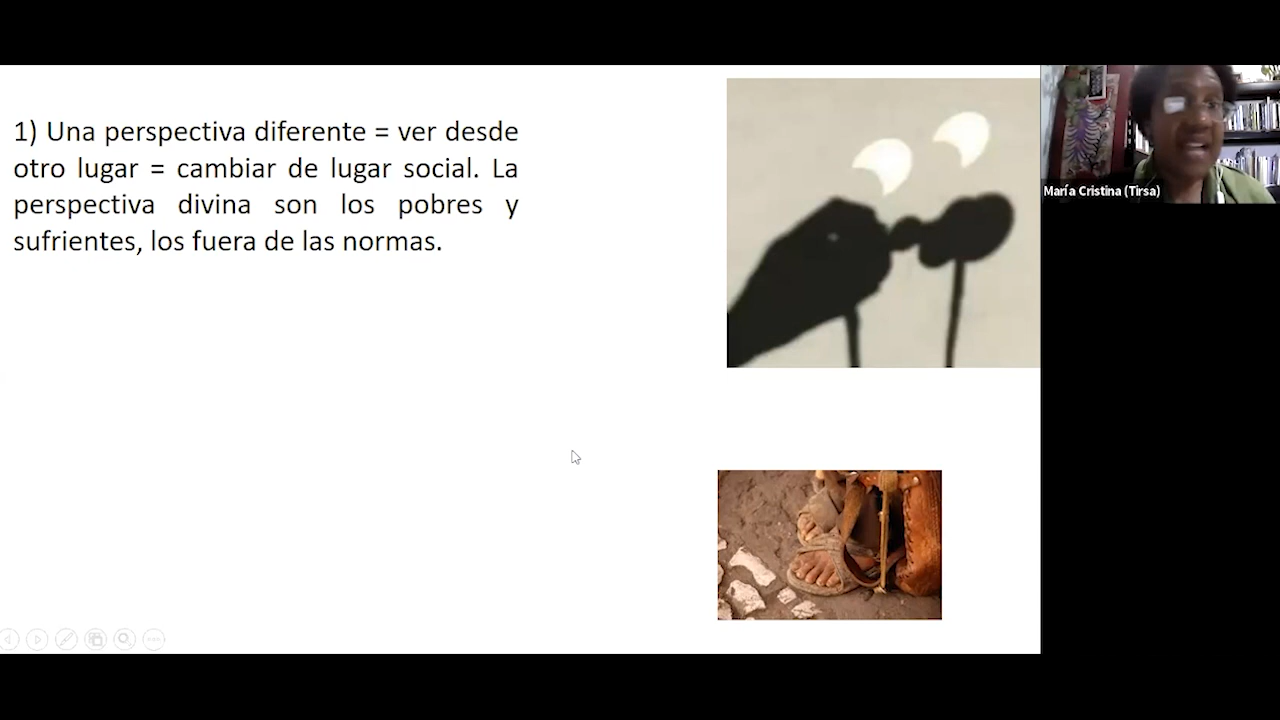 1) Una perspectiva diferente = ver desde
otro lugar = cambiar de lugar social. La
perspectiva divina son los pobres y
sufrientes, los fuera de las normas.
María Cristina (Tirsa)